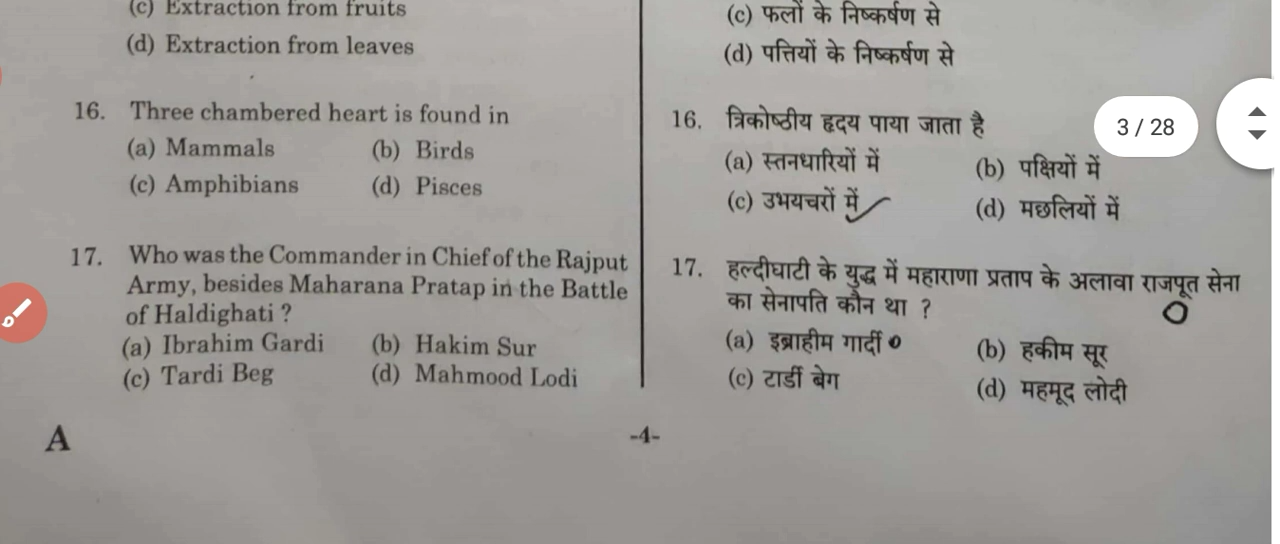 (c) Extraction from fruits
(d) Extraction from leaves
16. Three chambered heart is found in
(a) Mammals (b) Birds
(c) Amphibians (d) Pisces
17. Who was the Commander in Chief of the Rajput
Army, besides Maharana Pratap in the Battle
of Haldighati ?
(a) Ibrahim Gardi (b) Hakim Sur
(c) Tardi Beg (d) Mahmood Lodi
(c) फलों के निष्कर्षण से
(d) पत्तियों के निष्कर्षण से
16. त्रिकोष्ठीय हृदय पाया जाता है
(a) स्तनधारियों में (b) पक्षियों में
(c) उभयचरों में (d) मछलियों में
17. हल्दीघाटी के युद्ध में महाराणा प्रताप के अलावा राजपूत सेना
का सेनापति कौन था ?
(a) इब्राहीम गार्दी (b) हकीम सूर
(c) टार्डी बेग (d) महमूद लोदी
3 / 28
A
-4-